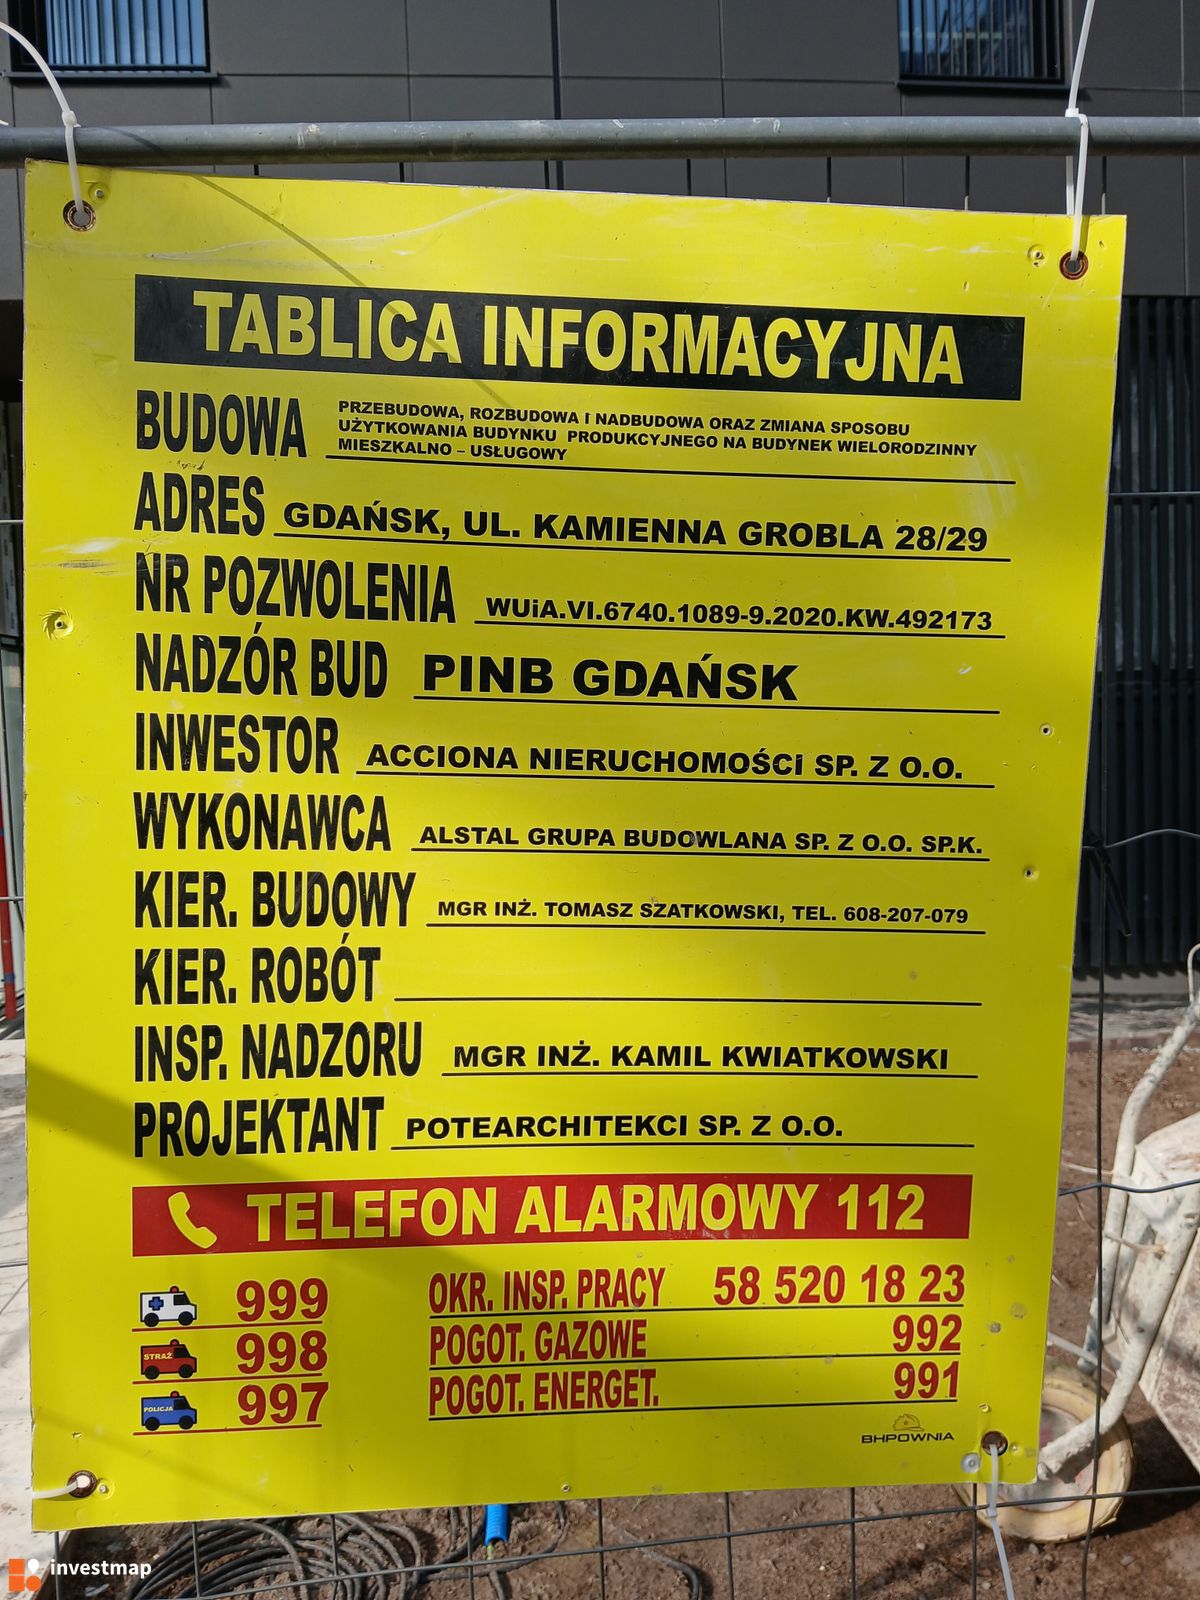 TABLICA INFORMACYJNA
BUDOWA PRZEBUDOWA, ROZBUDOWA I NADBUDOWA ORAZ ZMIANA SPOSOBU
UŻYTKOWANIA BUDYNKU PRODUKCYJNEGO NA BUDYNEK WIELORODZINNY
MIESZKALNO – USŁUGOWY
ADRES GDAŃSK, UL. KAMIENNA GROBLA 28/29
NR POZWOLENIA WUiA.VI.6740.1089-9.2020.KW.492173
NADZÓR BUD PINB GDAŃSK
INWESTOR ACCIONA NIERUCHOMOŚCI SP. Z O.O.
WYKONAWCA ALSTAL GRUPA BUDOWLANA SP. Z O.O. SP.K.
KIER. BUDOWY MGR INŻ. TOMASZ SZATKOWSKI, TEL. 608-207-079
KIER. ROBÓT
INSP. NADZORU MGR INŻ. KAMIL KWIATKOWSKI
PROJEKTANT POTEARCHITEKCI SP. Z O.O.
TELEFON ALARMOWY 112
999 OKR. INSP. PRACY 58 520 18 23
STRAŻ 998 POGOT. GAZOWE 992
POLICJA 997 POGOT. ENERGET. 991
BHPOWNIA
investmap